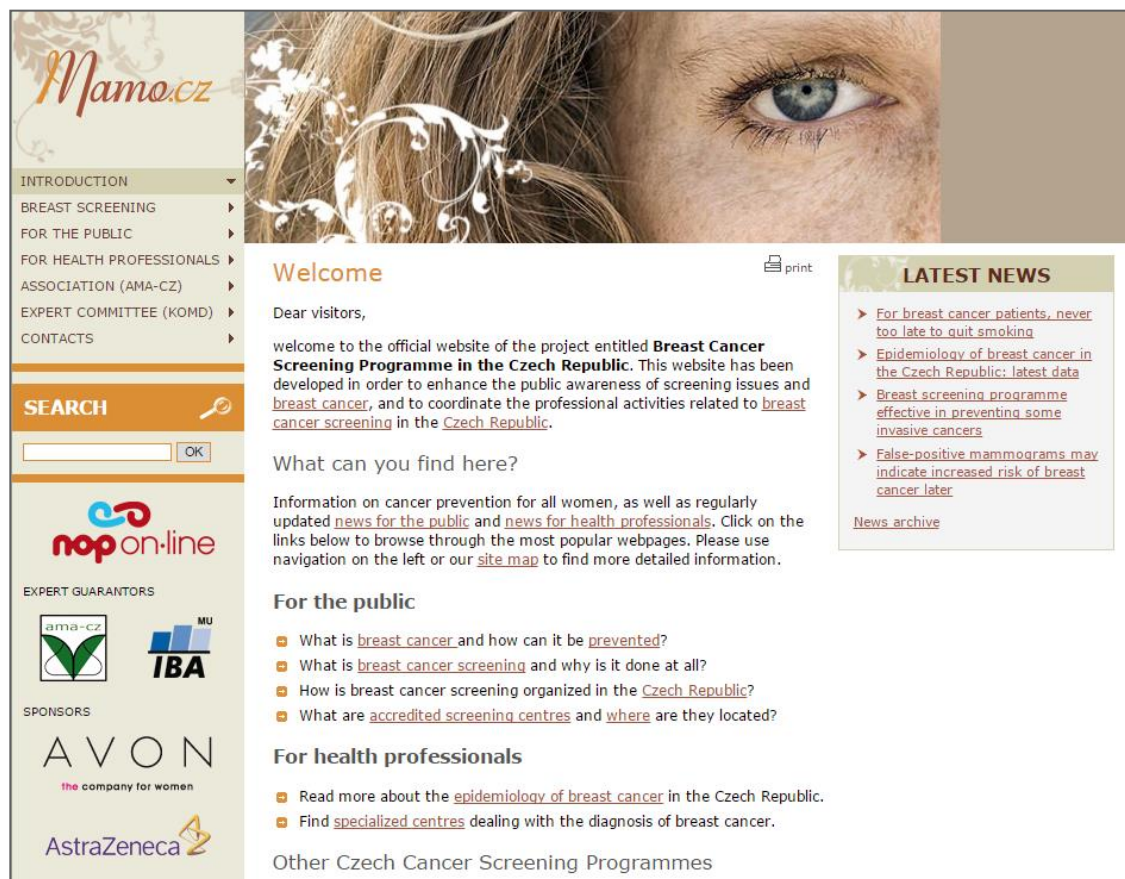 Mamo.cz
INTRODUCTION
BREAST SCREENING
FOR THE PUBLIC
FOR HEALTH PROFESSIONALS
ASSOCIATION (AMA-CZ)
EXPERT COMMITTEE (KOMD)
CONTACTS
SEARCH
OK
nop on-line
EXPERT GUARANTORS
ama-cz
MU
IBA
SPONSORS
AVON
the company for women
AstraZeneca
Welcome
print
Dear visitors,
welcome to the official website of the project entitled Breast Cancer
Screening Programme in the Czech Republic. This website has been
developed in order to enhance the public awareness of screening issues and
breast cancer, and to coordinate the professional activities related to breast
cancer screening in the Czech Republic.
What can you find here?
Information on cancer prevention for all women, as well as regularly
updated news for the public and news for health professionals. Click on the
links below to browse through the most popular webpages. Please use
navigation on the left or our site map to find more detailed information.
For the public
What is breast cancer and how can it be prevented?
What is breast cancer screening and why is it done at all?
How is breast cancer screening organized in the Czech Republic?
What are accredited screening centres and where are they located?
For health professionals
Read more about the epidemiology of breast cancer in the Czech Republic.
Find specialized centres dealing with the diagnosis of breast cancer.
Other Czech Cancer Screening Programmes
LATEST NEWS
For breast cancer patients, never
too late to quit smoking
Epidemiology of breast cancer in
the Czech Republic: latest data
Breast screening programme
effective in preventing some
invasive cancers
False-positive mammograms may
indicate increased risk of breast
cancer later
News archive